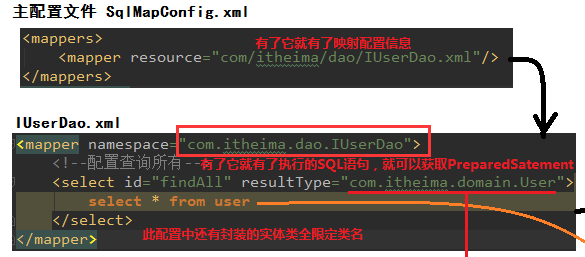 主配置文件 SqlMapConfig.xml
<mappers>
有了它就有了映射配置信息
<mapper resource="com/itheima/dao/IUserDao.xml"/>
</mappers>
IUserDao.xml
<mapper namespace="com.itheima.dao.IUserDao">
<!--配置查询所有--有了它就有了执行的SQL语句，就可以获取PreparedSatement
<select id="findAll" resultType="com.itheima.domain.User">
select * from user
</select>
此配置中还有封装的实体类全限定类名
</mapper>